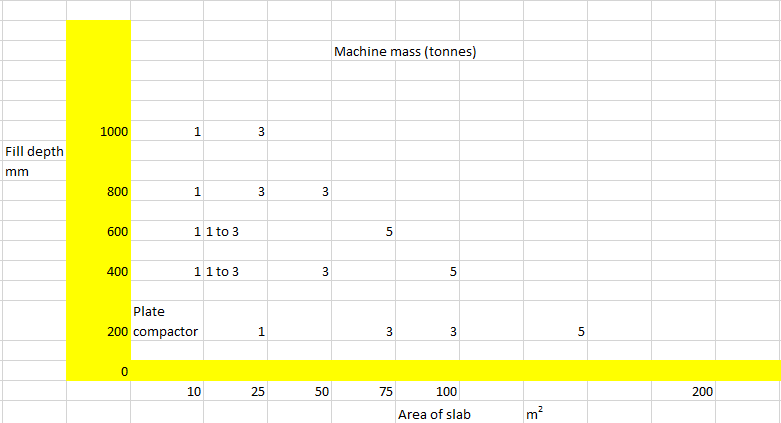 Machine mass (tonnes)
1000 1 3
Fill depth
mm
800 1 3 3
600 1 1 to 3 5
400 1 1 to 3 3 5
Plate
200 compactor 1 3 3 5
0
10 25 50 75 100 200
Area of slab m²